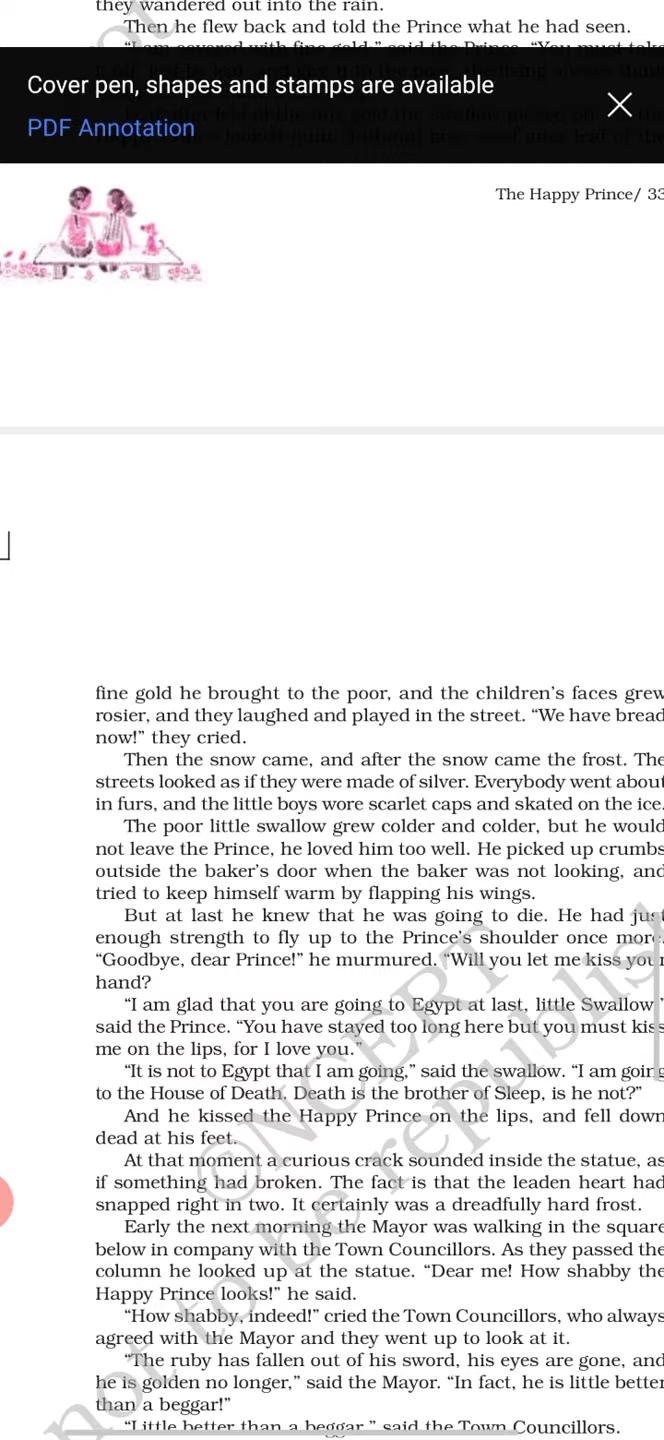 they wandered out into the rain.
Then he flew back and told the Prince what he had seen.
“I am covered with fine gold,” said the Prince. “You must take
Cover pen, shapes and stamps are available
PDF Annotation
The Happy Prince/ 33
fine gold he brought to the poor, and the children’s faces grew
rosier, and they laughed and played in the street. “We have bread
now!” they cried.
Then the snow came, and after the snow came the frost. The
streets looked as if they were made of silver. Everybody went about
in furs, and the little boys wore scarlet caps and skated on the ice.
The poor little swallow grew colder and colder, but he would
not leave the Prince, he loved him too well. He picked up crumbs
outside the baker’s door when the baker was not looking, and
tried to keep himself warm by flapping his wings.
But at last he knew that he was going to die. He had just
enough strength to fly up to the Prince’s shoulder once more.
“Goodbye, dear Prince!” he murmured. “Will you let me kiss your
hand?
“I am glad that you are going to Egypt at last, little Swallow”
said the Prince. “You have stayed too long here but you must kiss
me on the lips, for I love you.”
“It is not to Egypt that I am going,” said the swallow. “I am going
to the House of Death. Death is the brother of Sleep, is he not?”
And he kissed the Happy Prince on the lips, and fell down
dead at his feet.
At that moment a curious crack sounded inside the statue, as
if something had broken. The fact is that the leaden heart had
snapped right in two. It certainly was a dreadfully hard frost.
Early the next morning the Mayor was walking in the square
below in company with the Town Councillors. As they passed the
column he looked up at the statue. “Dear me! How shabby the
Happy Prince looks!” he said.
“How shabby, indeed!” cried the Town Councillors, who always
agreed with the Mayor and they went up to look at it.
“The ruby has fallen out of his sword, his eyes are gone, and
he is golden no longer,” said the Mayor. “In fact, he is little better
than a beggar!”
“Little better than a beggar,” said the Town Councillors.
©NCERT
not to be republis